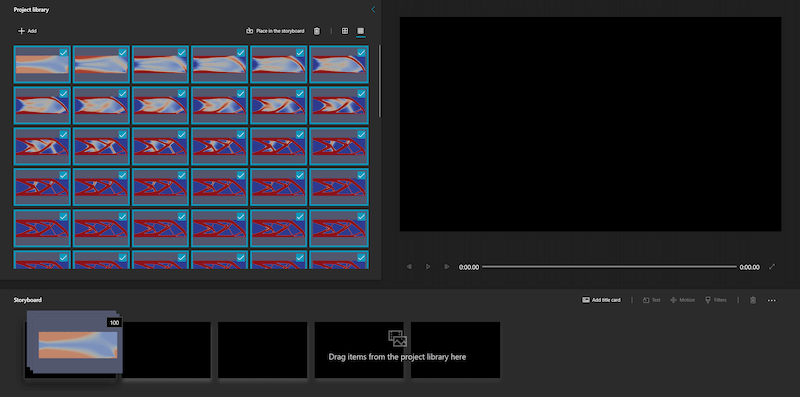 Project library
Add
Place in the storyboard
0:00.00
0:00.00
Storyboard
Add title card
Text
Motion
Filters
100
Drag items from the project library here